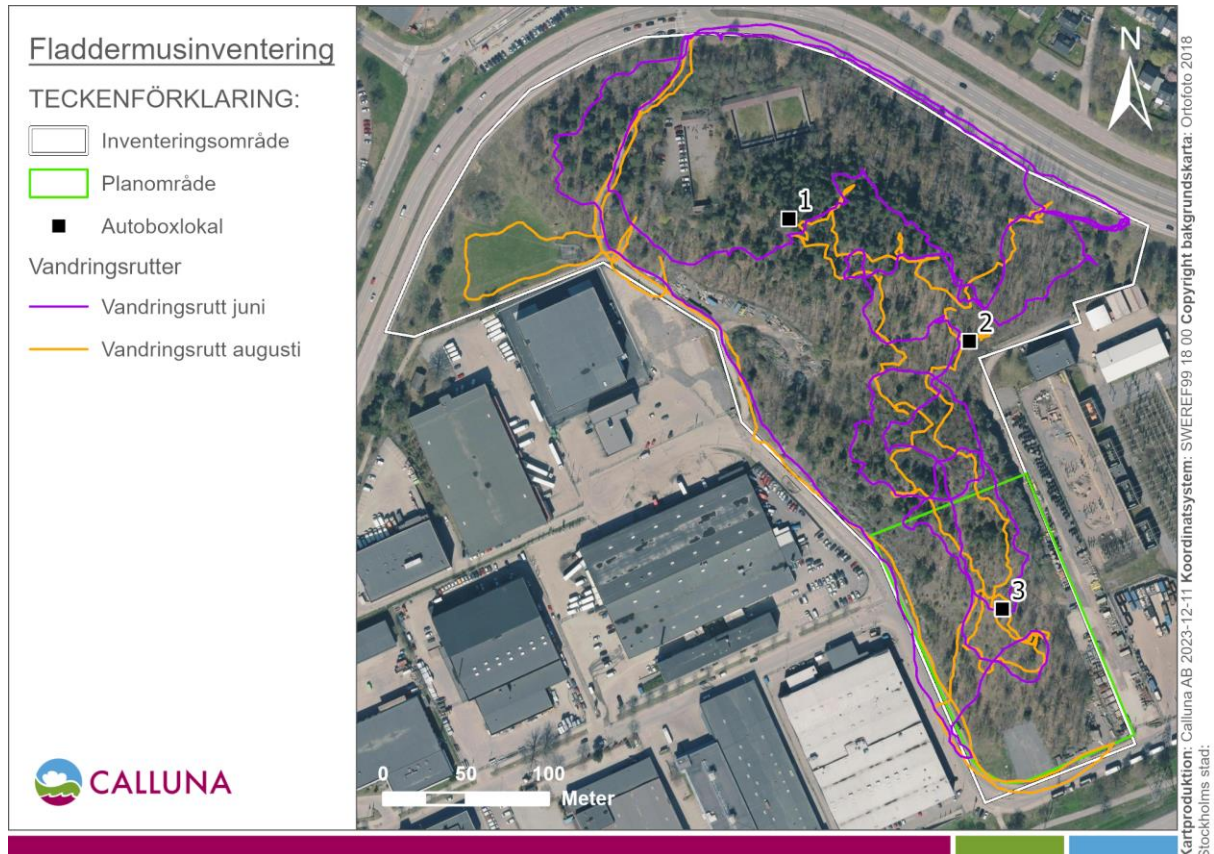 Fladdermusinventering
TECKENFÖRKLARING:
Inventeringsområde
Planområde
Autoboxlokal
Vandringsrutter
Vandringsrutt juni
Vandringsrutt augusti
CALLUNA
N
1
2
3
0 50 100
Meter
Kartproduktion: Calluna AB 2023-12-11 Koordinatsystem: SWEREF99 18 00 Copyright bakgrundskarta: Ortofoto 2018
Stockholms stad: